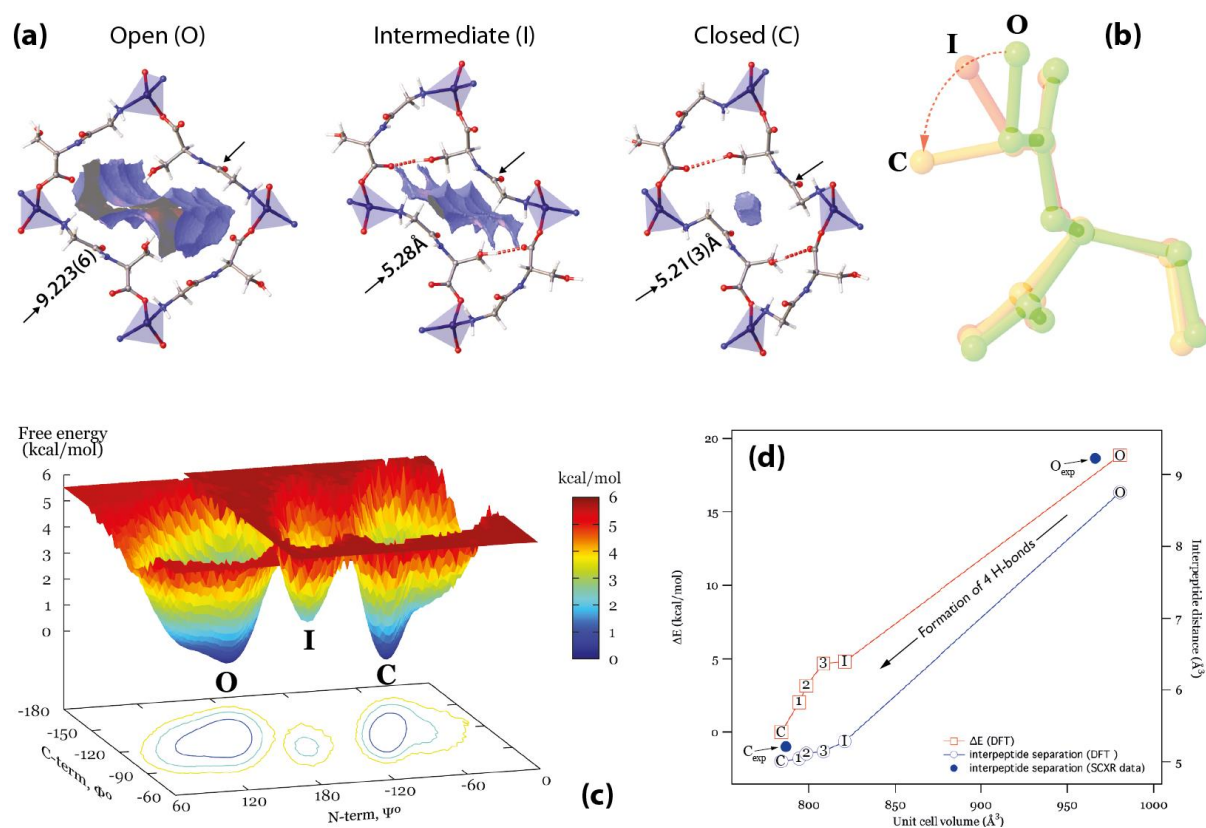 (a)
Open (O)
Intermediate (I)
Closed (C)
9.223(6)
5.28Å
5.21(3)Å
(b)
I
O
C
Free energy
(kcal/mol)
6
5
4
3
2
1
0
kcal/mol
6
5
4
3
2
1
0
O
I
C
-180
-150
-120
-90
-60
C-term, Φº
60
120
180
-120
-60
0
N-term, Ψº
(c)
(d)
20
15
10
5
0
ΔE (kcal/mol)
9
8
7
6
5
Interpeptide distance (Å³)
O exp
O
O
Formation of 4 H-bonds
I
3
2
1
C
I
3
2
1
C
C exp
ΔE (DFT)
interpeptide separation (DFT )
interpeptide separation (SCXR data)
800
850
900
950
1000
Unit cell volume (Å³)